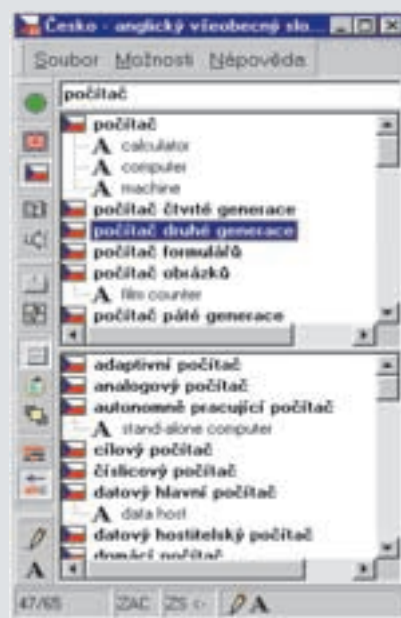 Česko - anglický všeobecný slo...
Soubor Možnosti Nápověda
počítač
počítač
A calculator
A computer
A machine
počítač čtvrté generace
počítač druhé generace
počítač formulářů
počítač obrázků
A film counter
počítač páté generace
adaptivní počítač
analogový počítač
autonomně pracující počítač
A stand-alone computer
cílový počítač
číslicový počítač
datový hlavní počítač
A data host
datový hostitelský počítač
domácí počítač
A
47/65 ZAC ZS <- A